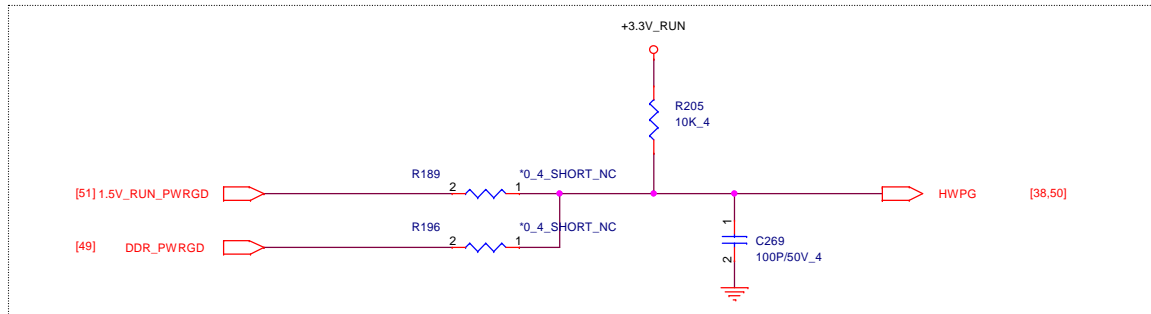 +3.3V_RUN
R205
10K_4
R189
*0_4_SHORT_NC
2
1
[51] 1.5V_RUN_PWRGD
HWPG
[38,50]
R196
*0_4_SHORT_NC
1
[49]
DDR_PWRGD
2
1
C269
2
100P/50V_4